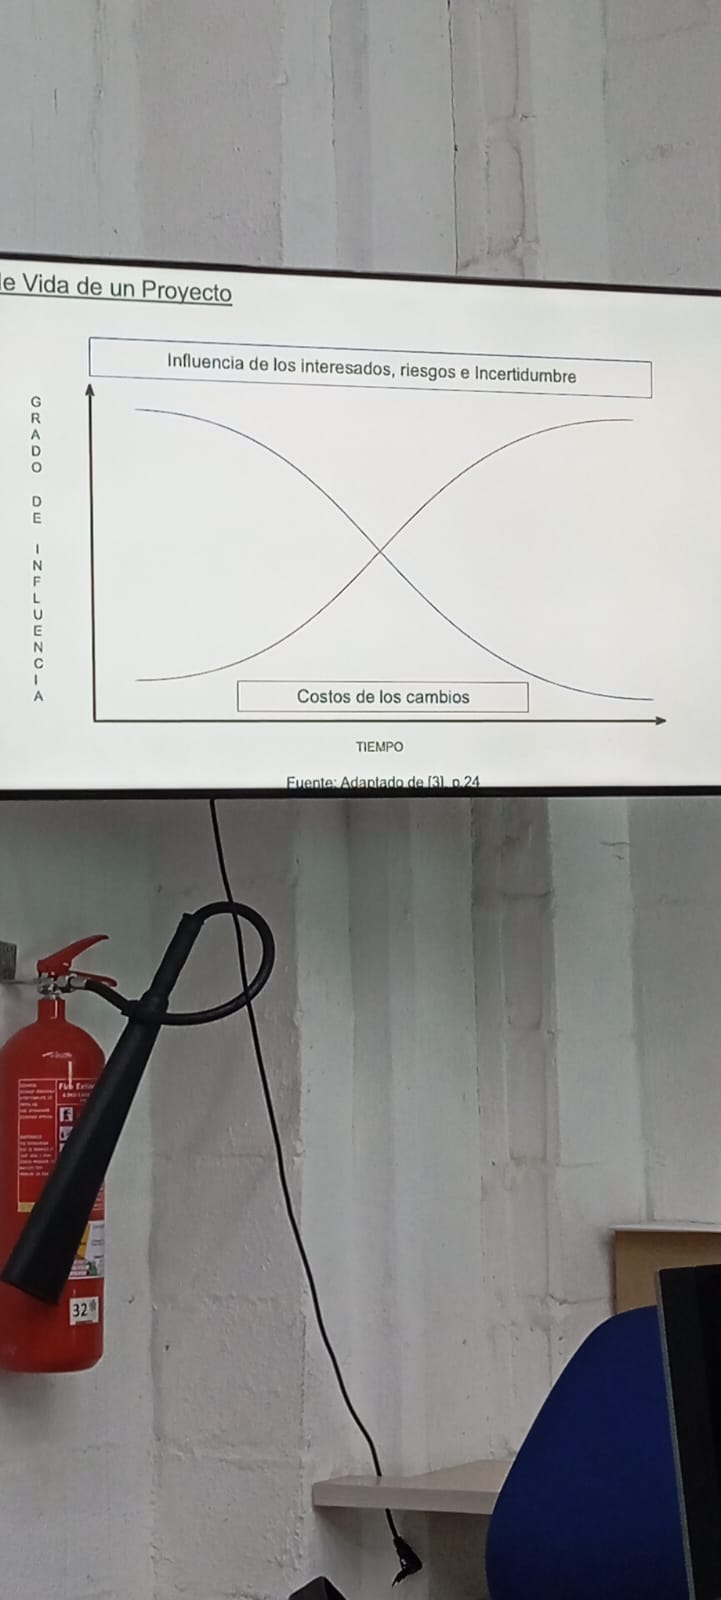 le Vida de un Proyecto
Influencia de los interesados, riesgos e Incertidumbre
GRADO DE INFLUENCIA
Costos de los cambios
TIEMPO
Fuente: Adaptado de [3], p.24
32